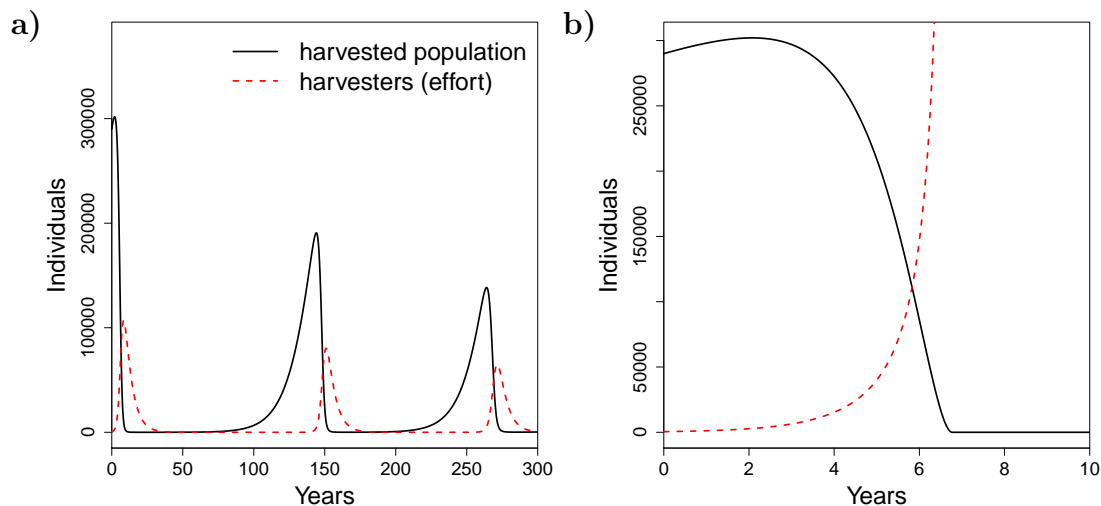 a)
harvested population
harvesters (effort)
Individuals
0
100000
200000
300000
0
50
100
150
200
250
300
Years
b)
Individuals
0
50000
150000
250000
0
2
4
6
8
10
Years